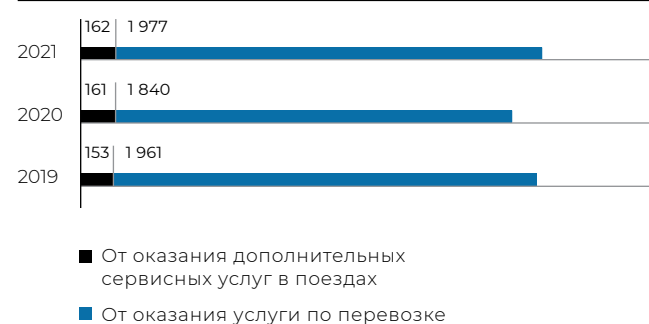 162 1 977
2021
161 1 840
2020
153 1 961
2019
От оказания дополнительных
сервисных услуг в поездах
От оказания услуги по перевозке